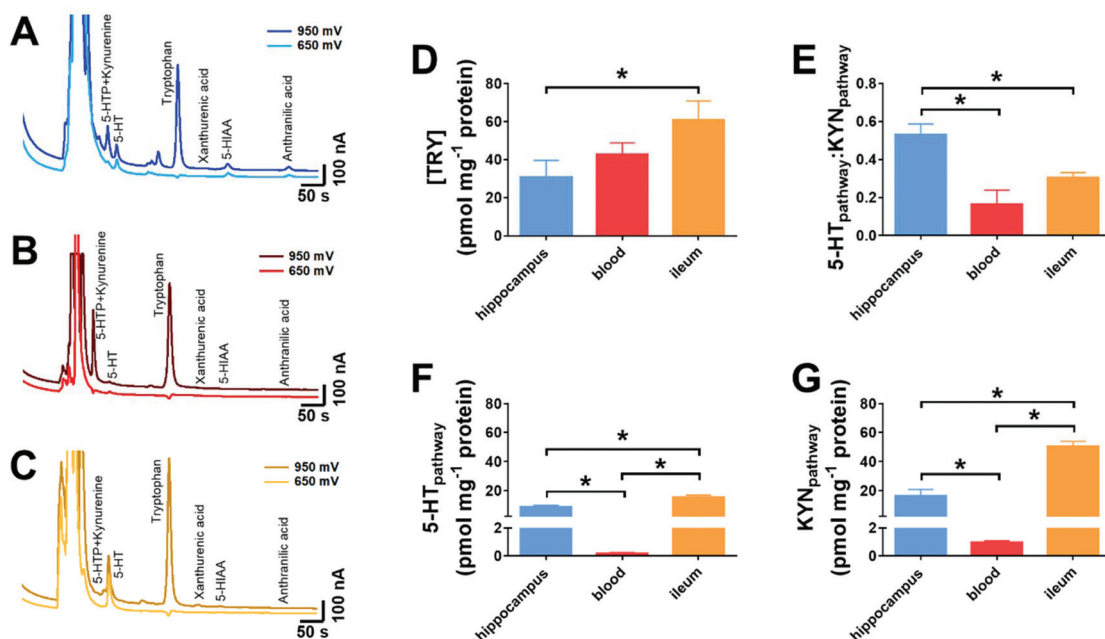 A
950 mV
650 mV
5-HTP+Kynurenine
5-HT
Tryptophan
Xanthurenic acid
5-HIAA
Anthranilic acid
100 nA
50 s
B
950 mV
650 mV
5-HTP+Kynurenine
5-HT
Tryptophan
Xanthurenic acid
5-HIAA
Anthranilic acid
100 nA
50 s
C
950 mV
650 mV
5-HTP+Kynurenine
5-HT
Tryptophan
Xanthurenic acid
5-HIAA
Anthranilic acid
100 nA
50 s
D
[TRY]
(pmol mg⁻¹ protein)
80
60
40
20
0
*
hippocampus
blood
ileum
E
5-HTpathway:KYNpathway
0.8
0.6
0.4
0.2
0.0
*
*
hippocampus
blood
ileum
F
5-HTpathway
(pmol mg⁻¹ protein)
80
60
40
20
2
0
*
*
*
hippocampus
blood
ileum
G
KYNpathway
(pmol mg⁻¹ protein)
80
60
40
20
2
0
*
*
*
hippocampus
blood
ileum